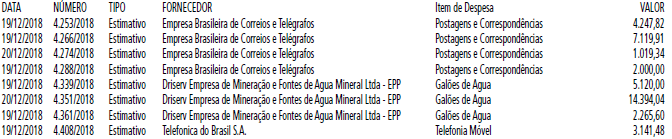 DATA NÚMERO TIPO FORNECEDOR Item de Despesa VALOR
19/12/2018 4.253/2018 Estimativo Empresa Brasileira de Correios e Telégrafos Postagens e Correspondências 4.247,82
19/12/2018 4.266/2018 Estimativo Empresa Brasileira de Correios e Telégrafos Postagens e Correspondências 7.119,91
20/12/2018 4.274/2018 Estimativo Empresa Brasileira de Correios e Telégrafos Postagens e Correspondências 1.019,34
19/12/2018 4.288/2018 Estimativo Empresa Brasileira de Correios e Telégrafos Postagens e Correspondências 2.000,00
19/12/2018 4.339/2018 Estimativo Driserv Empresa de Mineração e Fontes de Agua Mineral Ltda - EPP Galões de Agua 5.120,00
20/12/2018 4.351/2018 Estimativo Driserv Empresa de Mineração e Fontes de Agua Mineral Ltda - EPP Galões de Agua 14.394,04
19/12/2018 4.361/2018 Estimativo Driserv Empresa de Mineração e Fontes de Agua Mineral Ltda - EPP Galões de Agua 2.265,60
19/12/2018 4.408/2018 Estimativo Telefonica do Brasil S.A. Telefonia Móvel 3.141,48